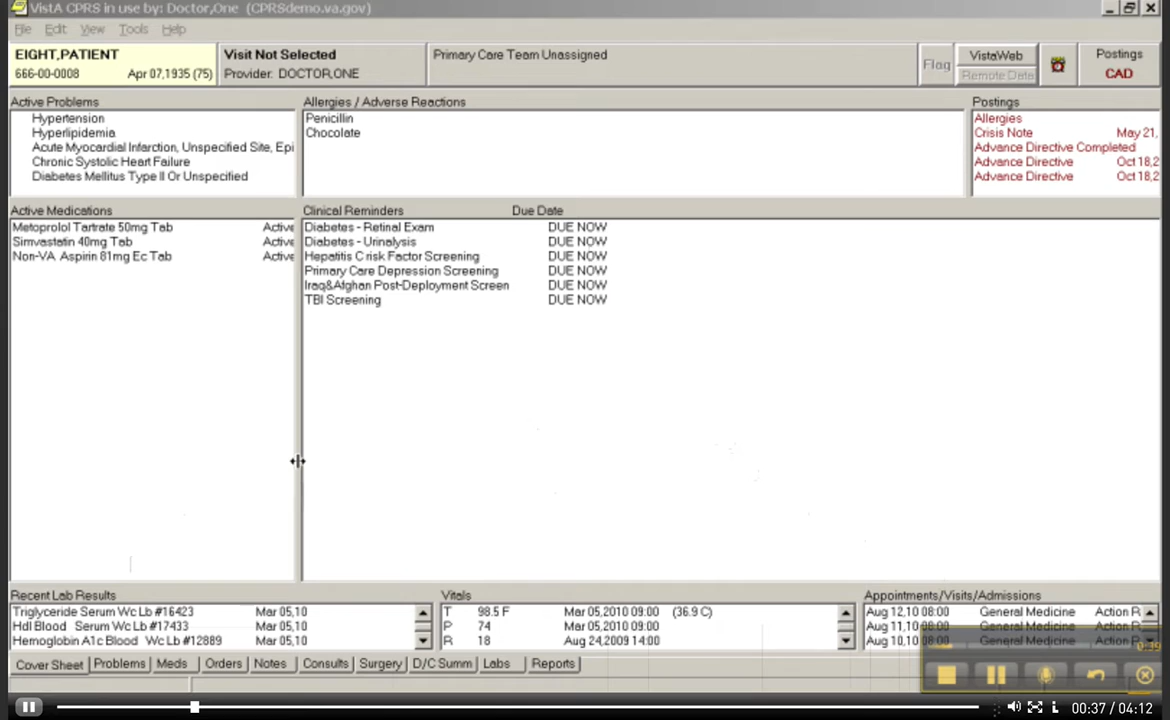 VistA CPRS in use by: Doctor,One (CPRSdemo.va.gov)
File Edit View Tools Help
EIGHT,PATIENT
666-00-0008 Apr 07,1935 (75)
Visit Not Selected
Provider: DOCTOR,ONE
Primary Care Team Unassigned
Flag
VistaWeb
Remote Data
Postings
CAD
Active Problems
Hypertension
Hyperlipidemia
Acute Myocardial Infarction, Unspecified Site, Epi
Chronic Systolic Heart Failure
Diabetes Mellitus Type II Or Unspecified
Allergies / Adverse Reactions
Penicillin
Chocolate
Postings
Allergies
Crisis Note May 21,
Advance Directive Completed
Advance Directive Oct 18,2
Advance Directive Oct 18,2
Active Medications
Metoprolol Tartrate 50mg Tab Active
Simvastatin 40mg Tab Active
Non-VA Aspirin 81mg Ec Tab Active
Clinical Reminders Due Date
Diabetes - Retinal Exam DUE NOW
Diabetes - Urinalysis DUE NOW
Hepatitis C risk Factor Screening DUE NOW
Primary Care Depression Screening DUE NOW
Iraq&Afghan Post-Deployment Screen DUE NOW
TBI Screening DUE NOW
Recent Lab Results
Triglyceride Serum Wc Lb #16423 Mar 05,10
Hdl Blood Serum Wc Lb #17433 Mar 05,10
Hemoglobin A1c Blood Wc Lb #12889 Mar 05,10
Vitals
T 98.5 F Mar 05,2010 09:00 (36.9 C)
P 74 Mar 05,2010 09:00
R 18 Aug 24,2009 14:00
Appointments/Visits/Admissions
Aug 12,10 08:00 General Medicine Action R
Aug 11,10 08:00 General Medicine Action R
Aug 10,10 08:00 General Medicine Action R
Cover Sheet Problems Meds Orders Notes Consults Surgery D/C Summ Labs Reports
0:39
00:37 / 04:12